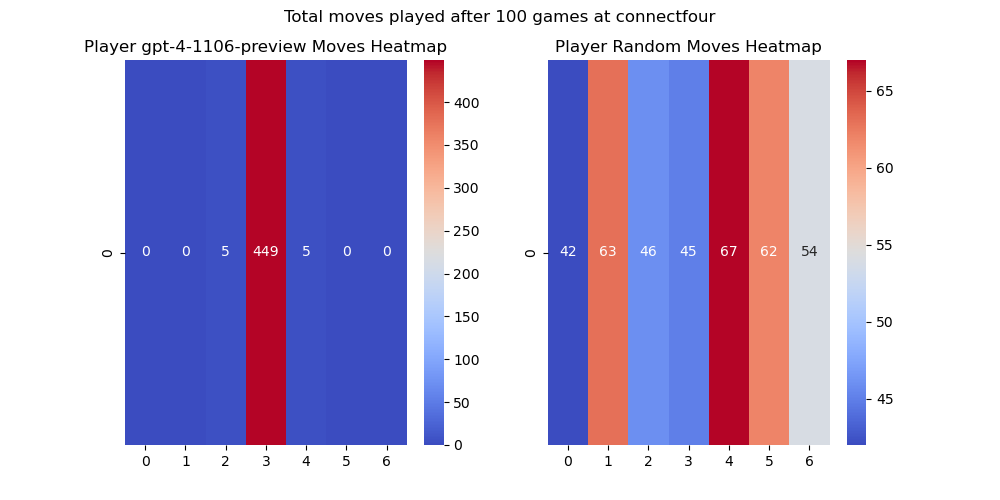 Total moves played after 100 games at connectfour
Player gpt-4-1106-preview Moves Heatmap
0
0 0 5 449 5 0 0
0 1 2 3 4 5 6
400
350
300
250
200
150
100
50
0
Player Random Moves Heatmap
0
42 63 46 45 67 62 54
0 1 2 3 4 5 6
65
60
55
50
45